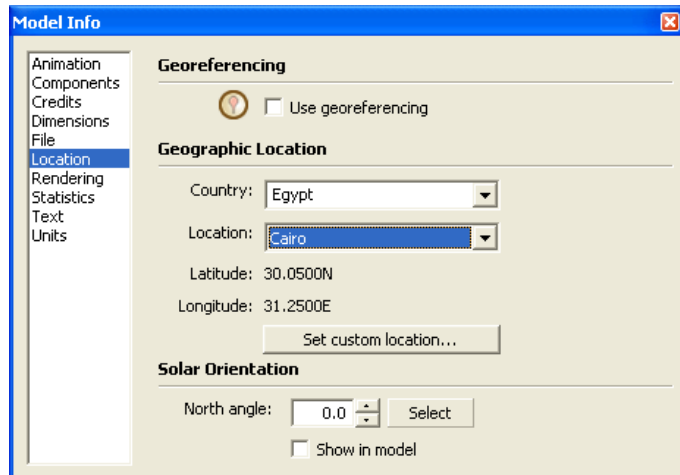 Model Info
Animation
Components
Credits
Dimensions
File
Location
Rendering
Statistics
Text
Units
Georeferencing
Use georeferencing
Geographic Location
Country: Egypt
Location: Cairo
Latitude: 30.0500N
Longitude: 31.2500E
Set custom location...
Solar Orientation
North angle: 0.0 Select
Show in model